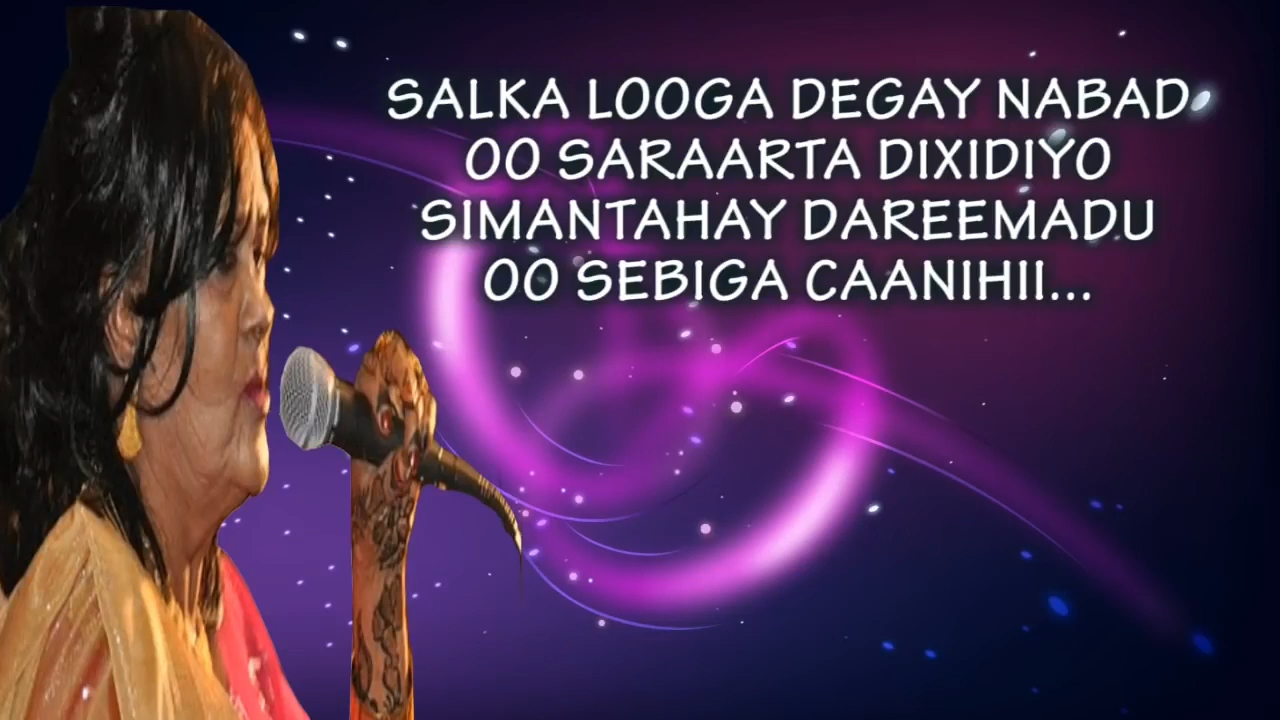 SALKA LOOGA DEGAY NABAD
OO SARAARTA DIXIDIYO
SIMANTAHAY DAREEMADU
OO SEBIGA CAANIHII...